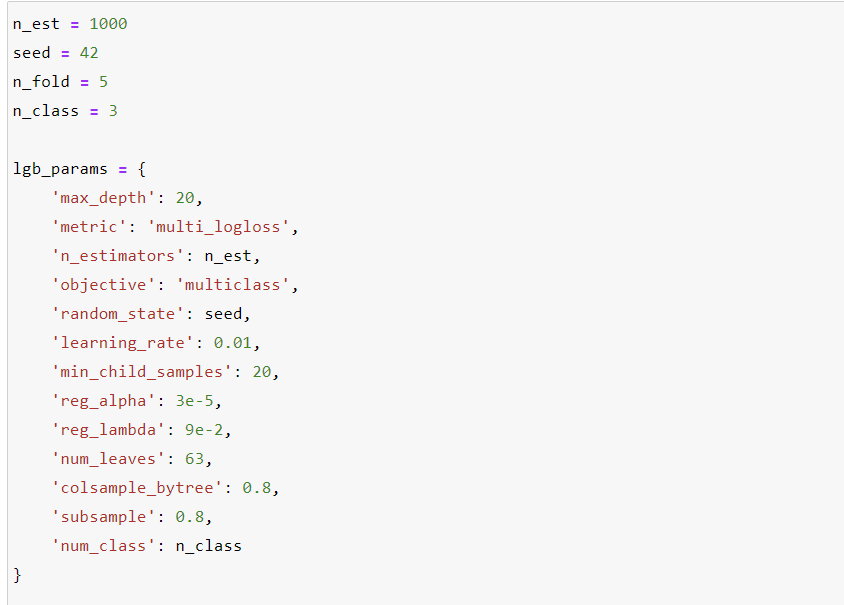 n_est = 1000
seed = 42
n_fold = 5
n_class = 3

lgb_params = {
    'max_depth': 20,
    'metric': 'multi_logloss',
    'n_estimators': n_est,
    'objective': 'multiclass',
    'random_state': seed,
    'learning_rate': 0.01,
    'min_child_samples': 20,
    'reg_alpha': 3e-5,
    'reg_lambda': 9e-2,
    'num_leaves': 63,
    'colsample_bytree': 0.8,
    'subsample': 0.8,
    'num_class': n_class
}